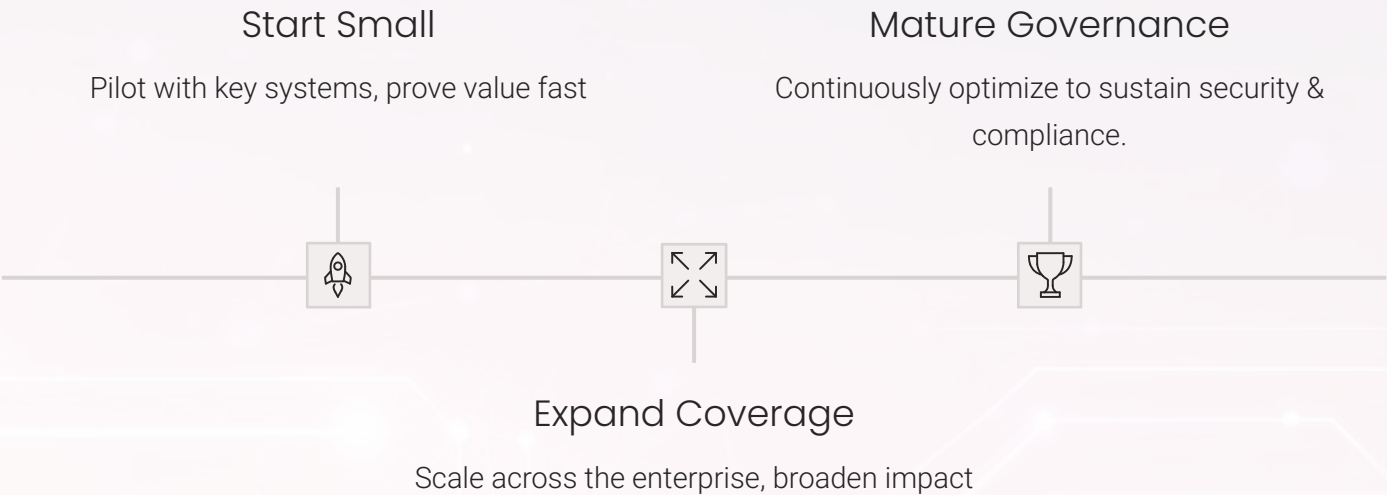 Start Small
Pilot with key systems, prove value fast
Mature Governance
Continuously optimize to sustain security &
compliance.
Expand Coverage
Scale across the enterprise, broaden impact